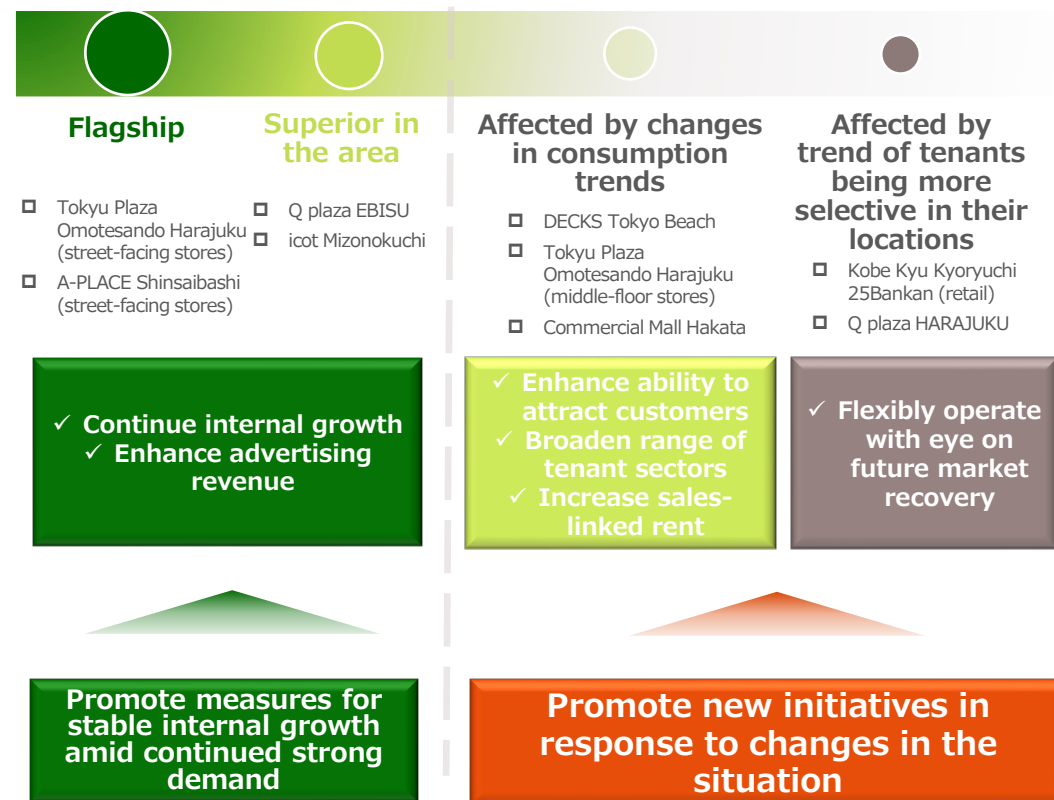 Flagship
Superior in
the area
Affected by changes
in consumption
trends
Affected by
trend of tenants
being more
selective in their
locations
Tokyu Plaza
Omotesando Harajuku
(street-facing stores)
A-PLACE Shinsaibashi
(street-facing stores)
Q plaza EBISU
icot Mizonokuchi
DECKS Tokyo Beach
Tokyu Plaza
Omotesando Harajuku
(middle-floor stores)
Commercial Mall Hakata
Kobe Kyu Kyoryuchi
25Bankan (retail)
Q plaza HARAJUKU
✓ Continue internal growth
✓ Enhance advertising
revenue
✓ Enhance ability to
attract customers
✓ Broaden range of
tenant sectors
✓ Increase sales-
linked rent
✓ Flexibly operate
with eye on
future market
recovery
Promote measures for
stable internal growth
amid continued strong
demand
Promote new initiatives in
response to changes in the
situation